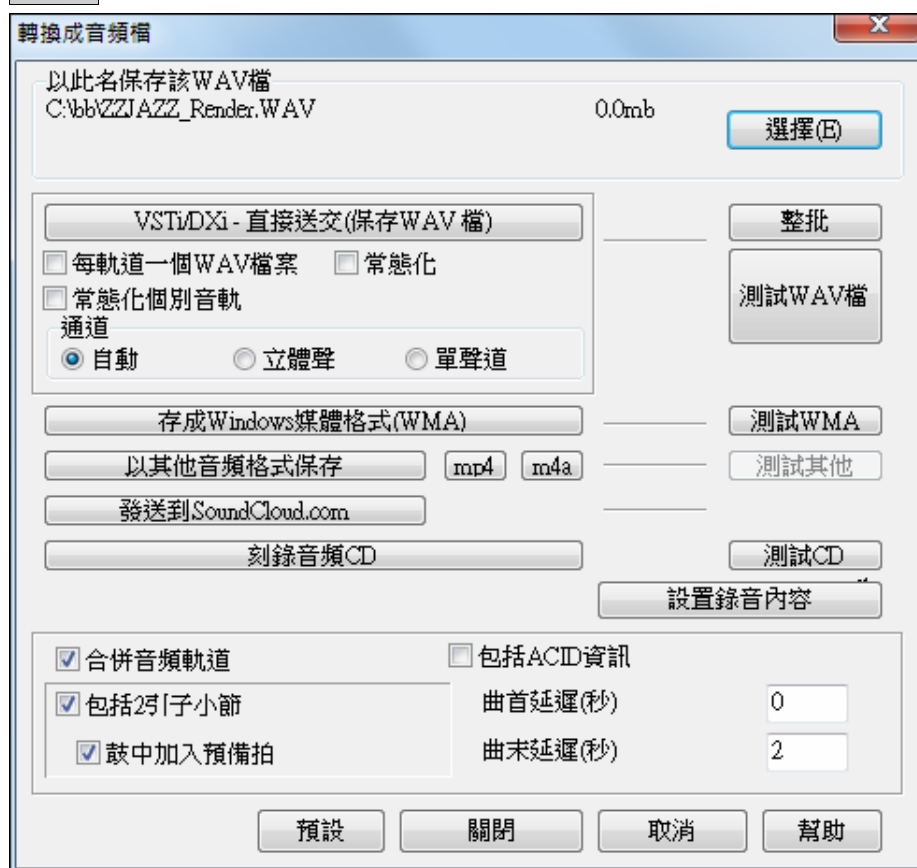 轉換成音頻檔
以此名保存該WAV檔
C:\bb\ZZJAZZ_Render.WAV 0.0mb
選擇(E)
VSTi/DXi - 直接送交(保存WAV 檔) 整批
每軌道一個WAV檔案 常態化
測試WAV檔
常態化個別音軌
通道
自動 立體聲 單聲道
存成Windows媒體格式(WMA) 測試WMA
以其他音頻格式保存 mp4 m4a 測試其他
發送到SoundCloud.com
刻錄音頻CD 測試CD
設置錄音內容
合併音頻軌道 包括ACID資訊
包括2引子小節 曲首延遲(秒) 0
鼓中加入預備拍 曲末延遲(秒) 2
預設 關閉 取消 幫助